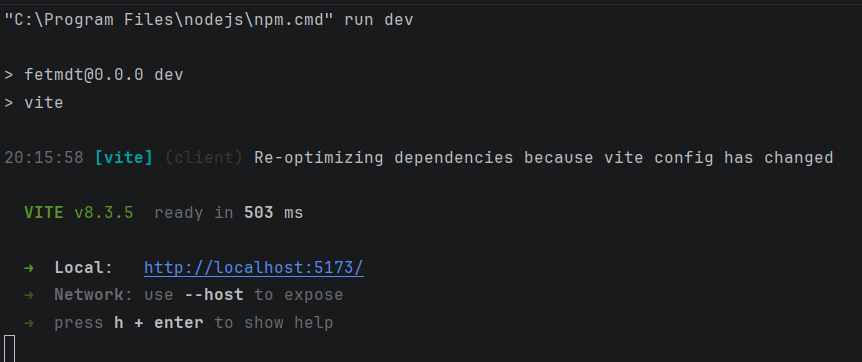 "C:\Program Files\nodejs\npm.cmd" run dev
> fetmdt@0.0.0 dev
> vite
20:15:58 [vite] (client) Re-optimizing dependencies because vite config has changed
VITE v8.3.5 ready in 503 ms
➜ Local: http://localhost:5173/
➜ Network: use --host to expose
➜ press h + enter to show help